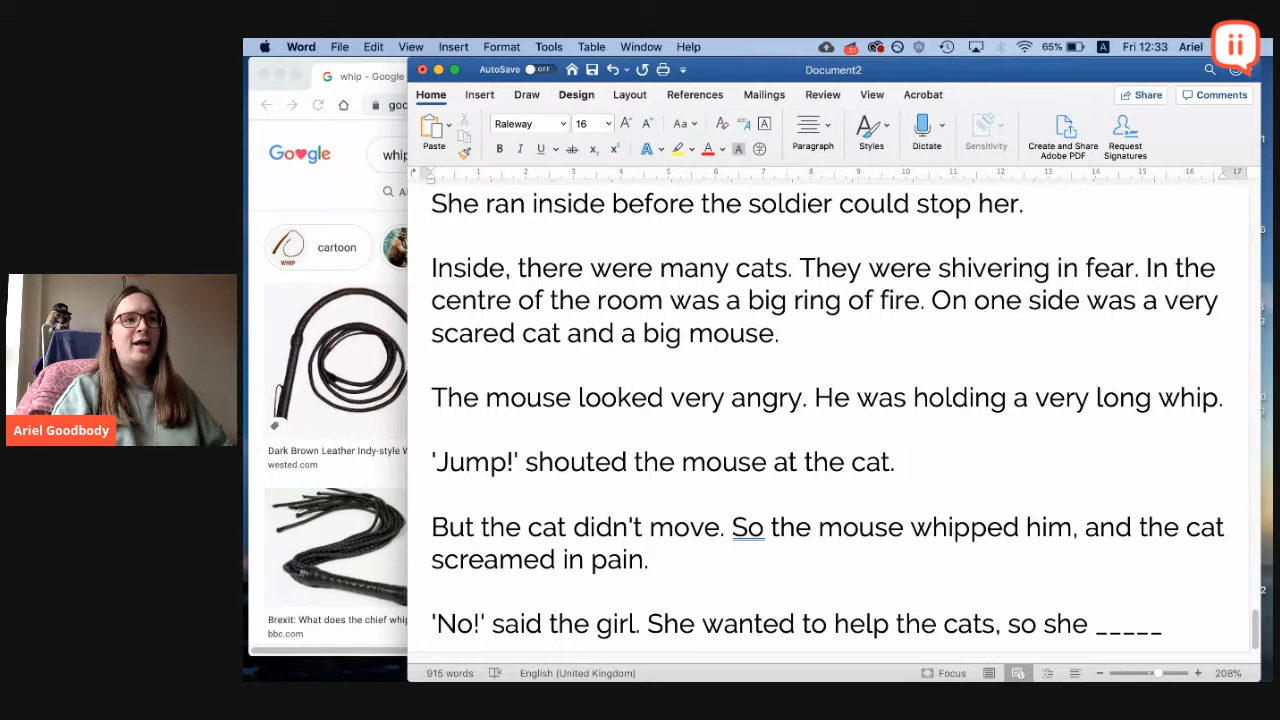 Word File Edit View Insert Format Tools Table Window Help
65% A Fri 12:33 Ariel
ii
whip - Google
AutoSave OFF
Document2
Home Insert Draw Design Layout References Mailings Review View Acrobat
Share Comments
Google
whip
Paste
Raleway 16
Paragraph Styles Dictate Sensitivity
Create and Share
Adobe PDF
Request
Signatures
cartoon
WHIP
She ran inside before the soldier could stop her.
Inside, there were many cats. They were shivering in fear. In the
centre of the room was a big ring of fire. On one side was a very
scared cat and a big mouse.
The mouse looked very angry. He was holding a very long whip.
'Jump!' shouted the mouse at the cat.
But the cat didn't move. So the mouse whipped him, and the cat
screamed in pain.
'No!' said the girl. She wanted to help the cats, so she _____
Ariel Goodbody
Dark Brown Leather Indy-style W
wested.com
Brexit: What does the chief whip
bbc.com
915 words English (United Kingdom) Focus 208%